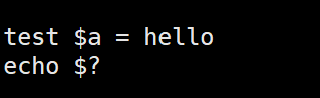 test $a = hello
echo $?